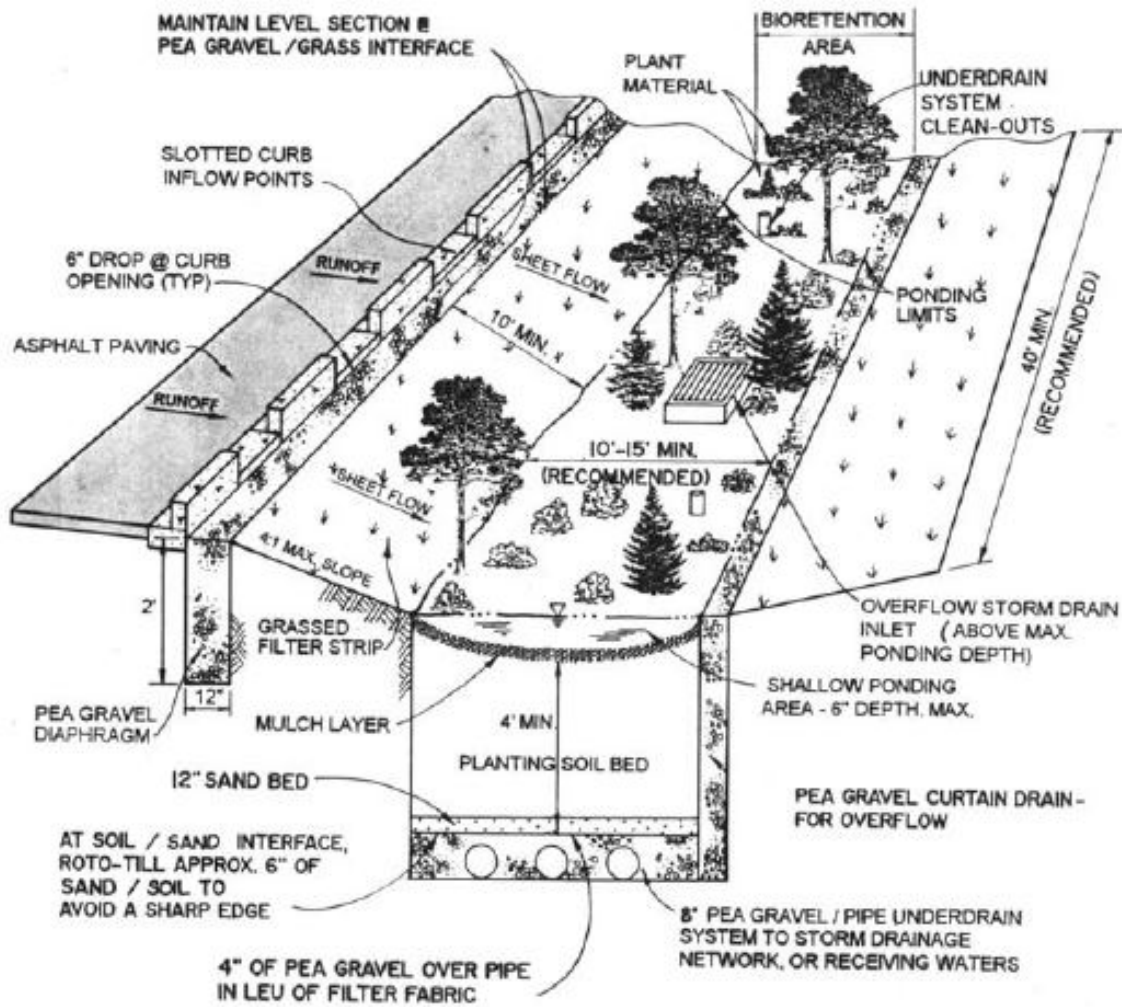 MAINTAIN LEVEL SECTION @
PEA GRAVEL / GRASS INTERFACE
BIORETENTION
AREA
PLANT
MATERIAL
UNDERDRAIN
SYSTEM
CLEAN-OUTS
SLOTTED CURB
INFLOW POINTS
6" DROP @ CURB
OPENING (TYP)
RUNOFF
SHEET FLOW
PONDING
LIMITS
ASPHALT PAVING
10' MIN.
40' MIN.
(RECOMMENDED)
RUNOFF
10'-15' MIN.
(RECOMMENDED)
SHEET FLOW
4:1 MAX. SLOPE
2'
GRASSED
FILTER STRIP
OVERFLOW STORM DRAIN
INLET ( ABOVE MAX.
PONDING DEPTH)
12"
SHALLOW PONDING
AREA - 6" DEPTH. MAX.
PEA GRAVEL
DIAPHRAGM
MULCH LAYER
4' MIN.
PLANTING SOIL BED
12" SAND BED
PEA GRAVEL CURTAIN DRAIN-
FOR OVERFLOW
AT SOIL / SAND INTERFACE,
ROTO-TILL APPROX. 6" OF
SAND / SOIL TO
AVOID A SHARP EDGE
8" PEA GRAVEL / PIPE UNDERDRAIN
SYSTEM TO STORM DRAINAGE
NETWORK, OR RECEIVING WATERS
4" OF PEA GRAVEL OVER PIPE
IN LEU OF FILTER FABRIC